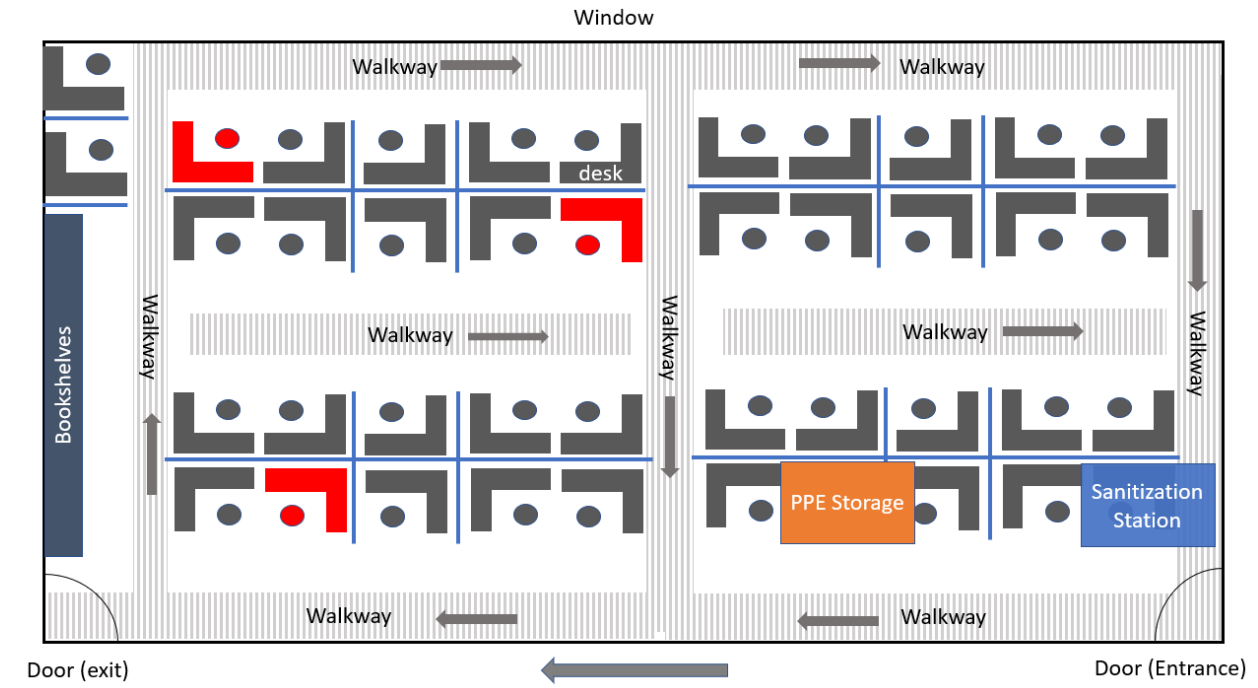 Window
Walkway
Walkway
desk
Walkway
Walkway
Walkway
Walkway
Walkway
Bookshelves
PPE Storage
Sanitization
Station
Walkway
Walkway
Door (exit)
Door (Entrance)